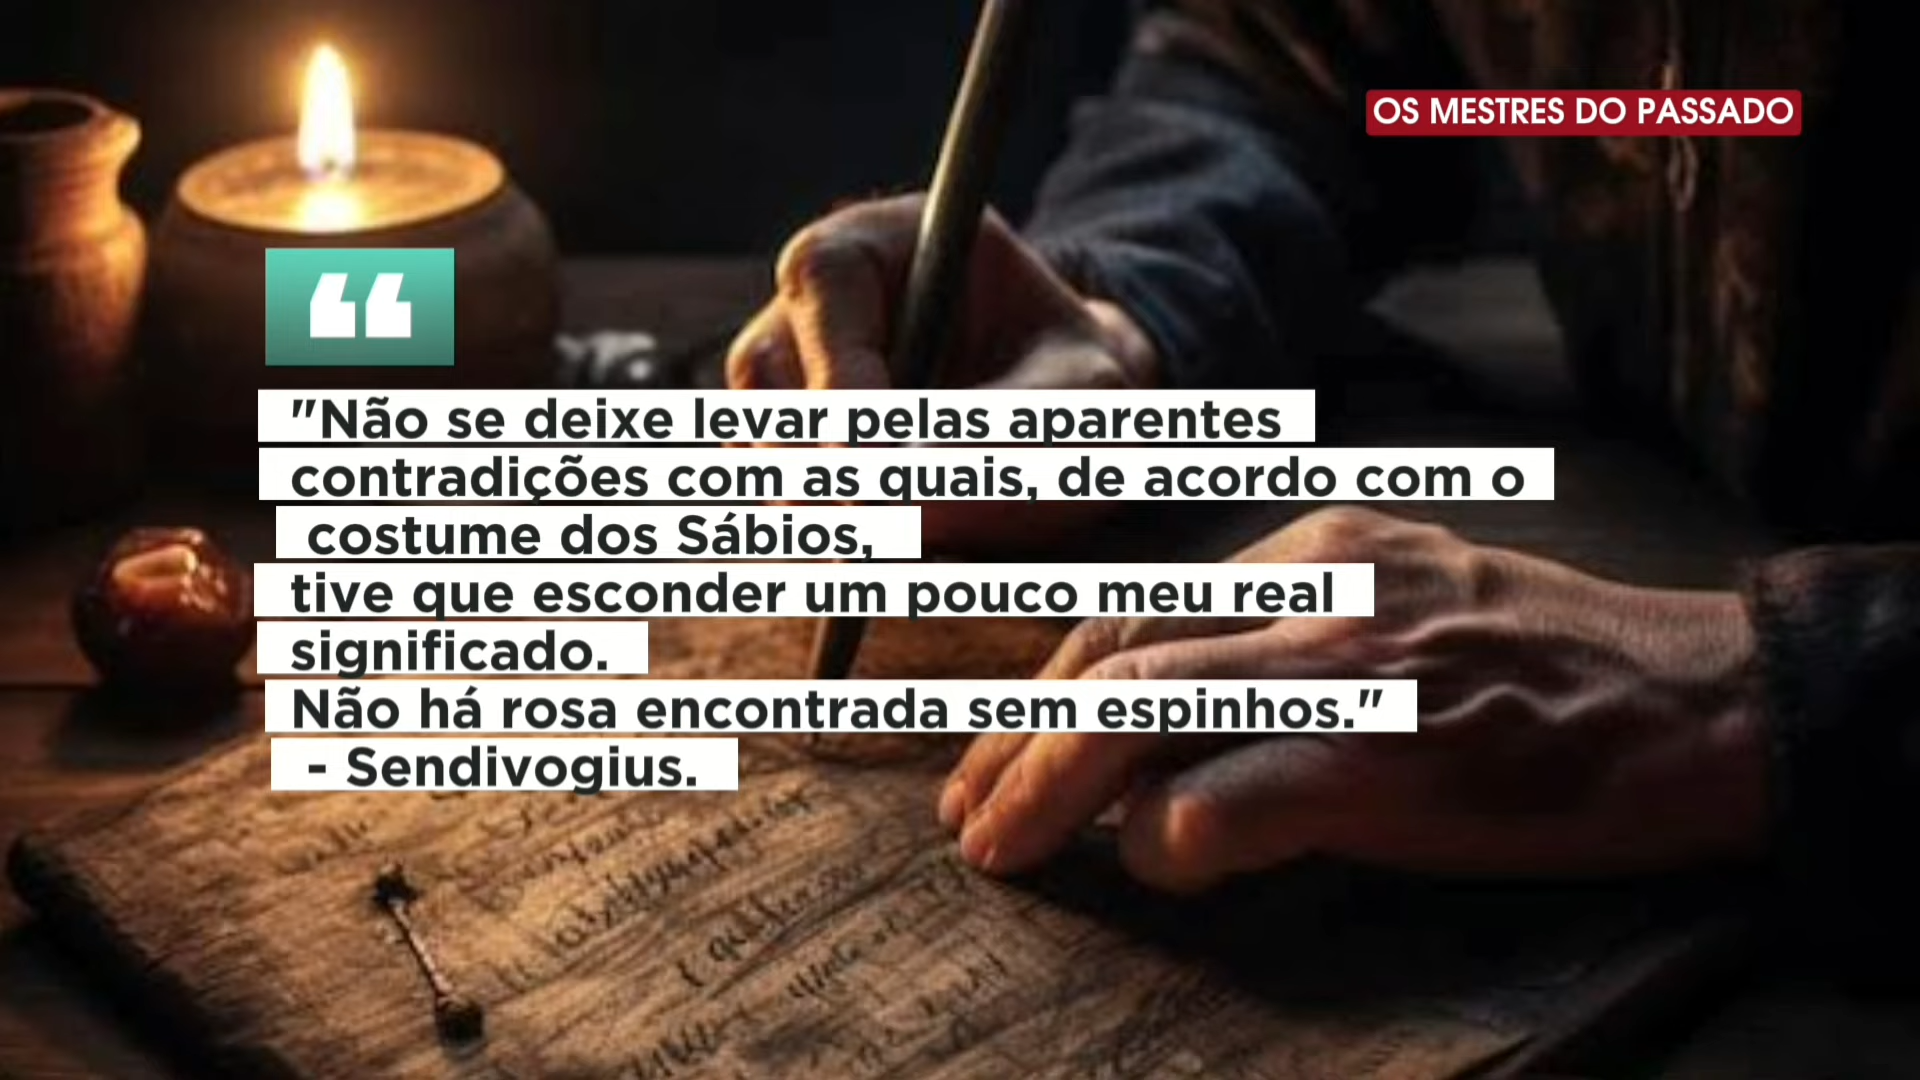 OS MESTRES DO PASSADO
"Não se deixe levar pelas aparentes
contradições com as quais, de acordo com o
costume dos Sábios,
tive que esconder um pouco meu real
significado.
Não há rosa encontrada sem espinhos."
- Sendivogius.